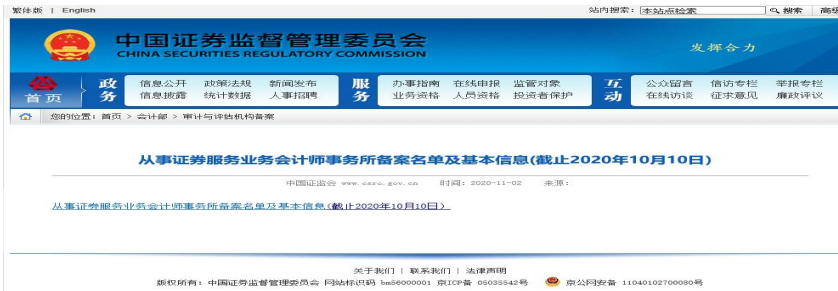 繁体版 | English 站内搜索: 本站点检索 搜索 高级
中国证券监督管理委员会
CHINA SECURITIES REGULATORY COMMISSION
发挥合力
首页 政务 信息公开 政策法规 新闻发布 服务 办事指南 在线申报 监管对象 互动 公众留言 信访专栏 举报专栏
信息披露 统计数据 人事招聘 业务资格 人员资格 投资者保护 在线访谈 征求意见 廉政评议
您的位置: 首页 > 会计部 > 审计与评估机构备案
从事证券服务业务会计师事务所备案名单及基本信息(截止2020年10月10日)
中国证监会 www.csrc.gov.cn 时间: 2020-11-02 来源:
从事证券服务业务会计师事务所备案名单及基本信息(截止2020年10月10日)
关于我们 | 联系我们 | 法律声明
版权所有: 中国证券监督管理委员会 网站标识码 bm56000001 京ICP备 05035542号 京公网安备 11040102700080号